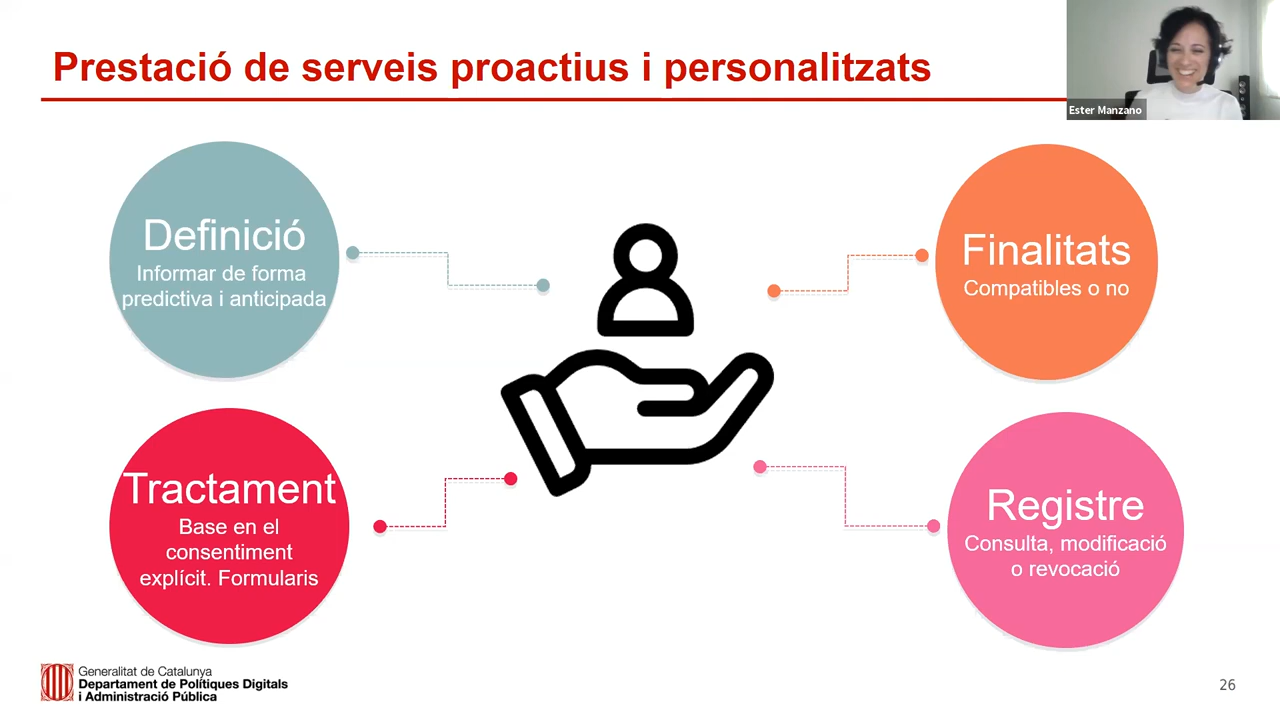 Prestació de serveis proactius i personalitzats
Ester Manzano
Definició
Informar de forma
predictiva i anticipada
Finalitats
Compatibles o no
Tractament
Base en el
consentiment
explícit. Formularis
Registre
Consulta, modificació
o revocació
Generalitat de Catalunya
Departament de Polítiques Digitals
i Administració Pública
26